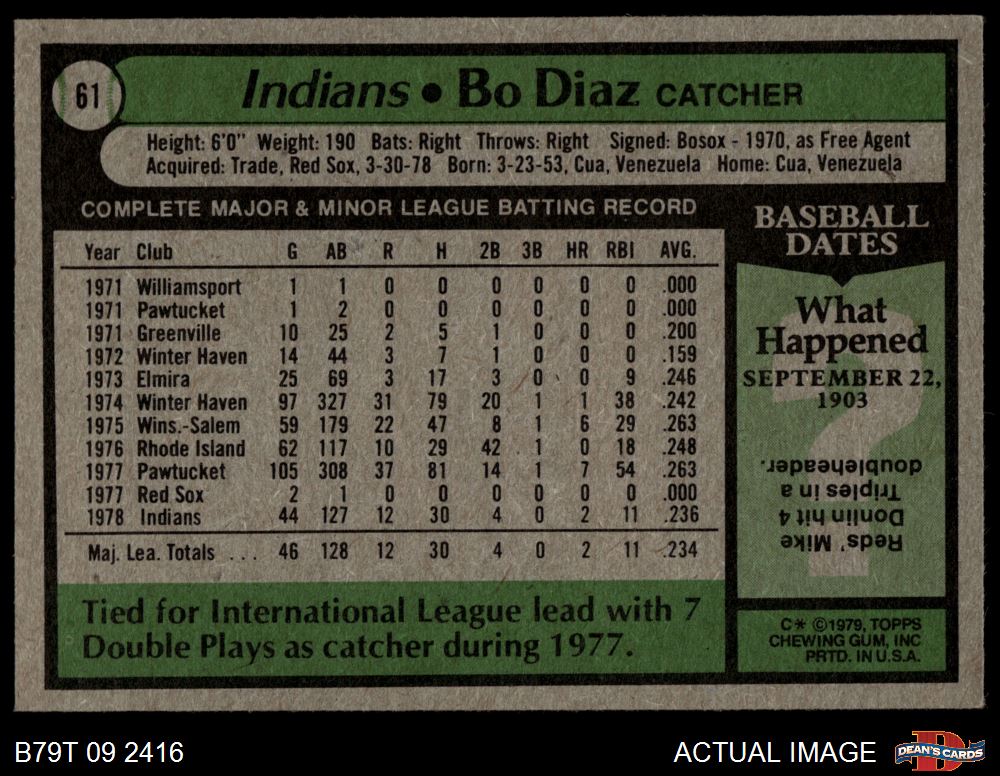 61
Indians • Bo Diaz CATCHER
Height: 6'0" Weight: 190 Bats: Right Throws: Right Signed: Bosox - 1970, as Free Agent
Acquired: Trade, Red Sox, 3-30-78 Born: 3-23-53, Cua, Venezuela Home: Cua, Venezuela
COMPLETE MAJOR & MINOR LEAGUE BATTING RECORD
Year Club G AB R H 2B 3B HR RBI AVG.
1971 Williamsport 1 1 0 0 0 0 0 0 .000
1971 Pawtucket 1 2 0 0 0 0 0 0 .000
1971 Greenville 10 25 2 5 1 0 0 0 .200
1972 Winter Haven 14 44 3 7 1 0 0 0 .159
1973 Elmira 25 69 3 17 3 0 0 9 .246
1974 Winter Haven 97 327 31 79 20 1 1 38 .242
1975 Wins.-Salem 59 179 22 47 8 1 6 29 .263
1976 Rhode Island 62 117 10 29 42 1 0 18 .248
1977 Pawtucket 105 308 37 81 14 1 7 54 .263
1977 Red Sox 2 1 0 0 0 0 0 0 .000
1978 Indians 44 127 12 30 4 0 2 11 .236
Maj. Lea. Totals ... 46 128 12 30 4 0 2 11 .234
Tied for International League lead with 7
Double Plays as catcher during 1977.
BASEBALL
DATES
What
Happened
SEPTEMBER 22,
1903
?
Reds' Mike
Donlin hit 4
Triples in a
doubleheader.
C* ©1979, TOPPS
CHEWING GUM, INC
PRTD. IN U.S.A.
B79T 09 2416
ACTUAL IMAGE
D
DEAN'S CARDS